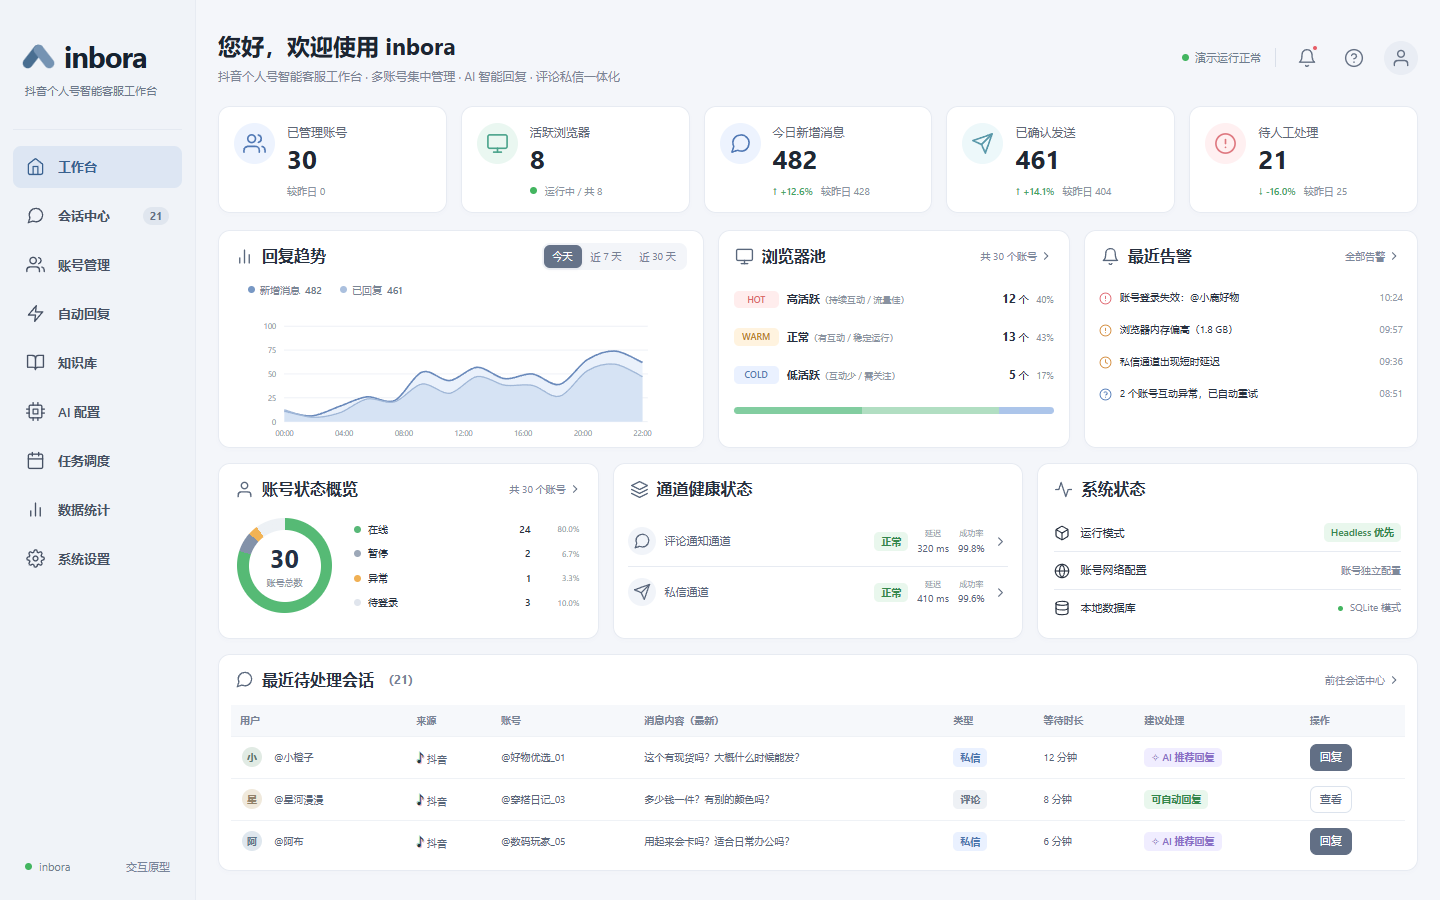 inbora
抖音个人号智能客服工作台
工作台
会话中心 21
账号管理
自动回复
知识库
AI 配置
任务调度
数据统计
系统设置
inbora 交互原型
您好，欢迎使用 inbora
抖音个人号智能客服工作台 · 多账号集中管理 · AI 智能回复 · 评论私信一体化
演示运行正常
已管理账号
30
较昨日 0
活跃浏览器
8
运行中 / 共 8
今日新增消息
482
↑ +12.6% 较昨日 428
已确认发送
461
↑ +14.1% 较昨日 404
待人工处理
21
↓ -16.0% 较昨日 25
回复趋势
今天 近 7 天 近 30 天
新增消息 482 已回复 461
100
75
50
25
0
00:00 04:00 08:00 12:00 16:00 20:00 22:00
浏览器池 共 30 个账号
HOT 高活跃（持续互动 / 流量佳） 12 个 40%
WARM 正常（有互动 / 稳定运行） 13 个 43%
COLD 低活跃（互动少 / 需关注） 5 个 17%
最近告警 全部告警
账号登录失效：@小鹿好物 10:24
浏览器内存偏高（1.8 GB） 09:57
私信通道出现短时延迟 09:36
2 个账号互动异常，已自动重试 08:51
账号状态概览 共 30 个账号
30
账号总数
在线 24 80.0%
暂停 2 6.7%
异常 1 3.3%
待登录 3 10.0%
通道健康状态
评论通知通道 正常 延迟 320 ms 成功率 99.8%
私信通道 正常 延迟 410 ms 成功率 99.6%
系统状态
运行模式 Headless 优先
账号网络配置 账号独立配置
本地数据库 SQLite 模式
最近待处理会话 (21) 前往会话中心
用户 来源 账号 消息内容（最新） 类型 等待时长 建议处理 操作
小 @小橙子 抖音 @好物优选_01 这个有现货吗？大概什么时候能发？ 私信 12 分钟 AI 推荐回复 回复
星 @星河漫漫 抖音 @穿搭日记_03 多少钱一件？有别的颜色吗？ 评论 8 分钟 可自动回复 查看
阿 @阿布 抖音 @数码玩家_05 用起来会卡吗？适合日常办公吗？ 私信 6 分钟 AI 推荐回复 回复